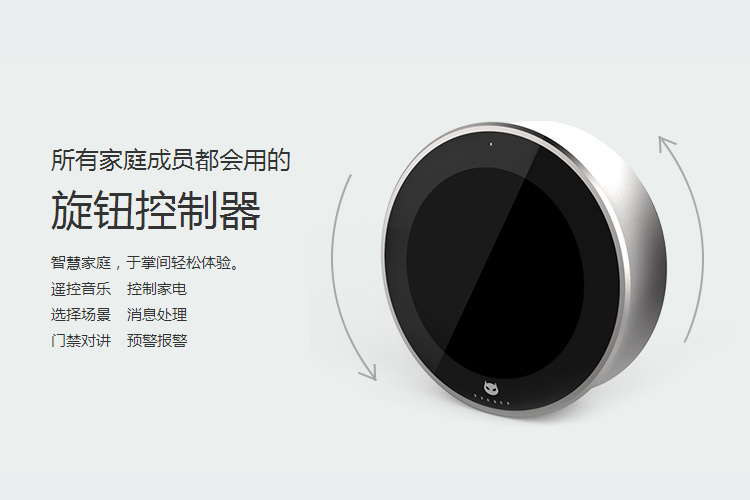 所有家庭成员都会用的
旋钮控制器
智慧家庭，于掌间轻松体验。
遥控音乐 控制家电
选择场景 消息处理
门禁对讲 预警报警